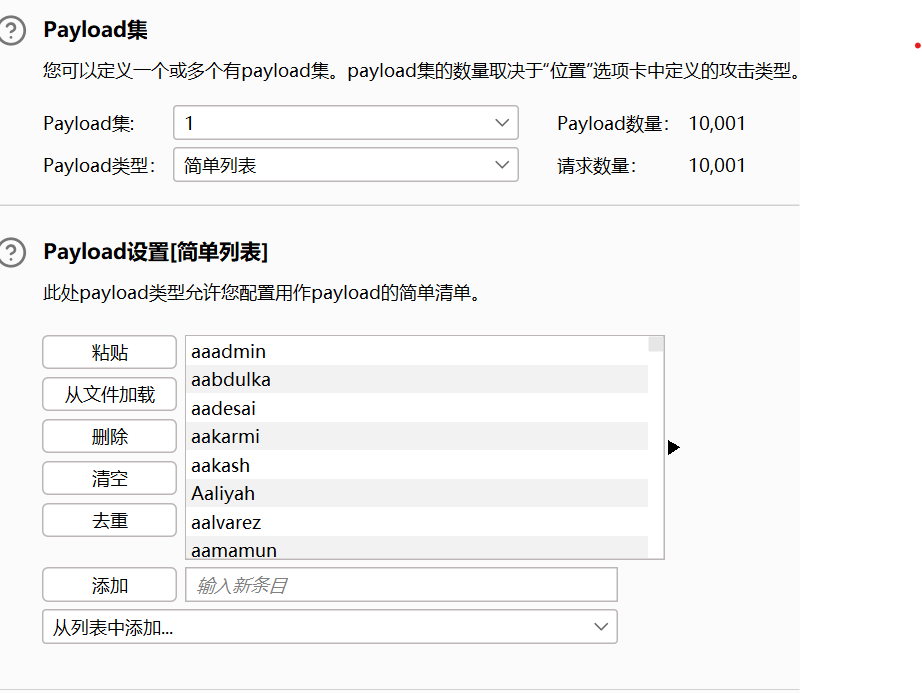 Payload集
您可以定义一个或多个有payload集。payload集的数量取决于“位置”选项卡中定义的攻击类型。
Payload集: 1 Payload数量: 10,001
Payload类型: 简单列表 请求数量: 10,001
Payload设置[简单列表]
此处payload类型允许您配置用作payload的简单清单。
粘贴
从文件加载
删除
清空
去重
aaadmin
aabdulka
aadesai
aakarmi
aakash
Aaliyah
aalvarez
aamamun
添加 输入新条目
从列表中添加...